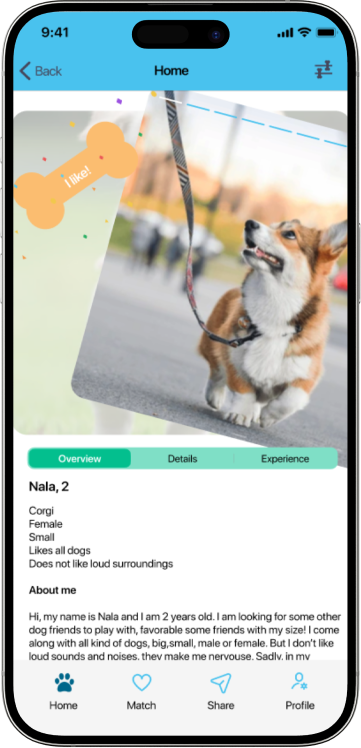 9:41
Back
Home
I like!
Overview
Details
Experience
Nala, 2
Corgi
Female
Small
Likes all dogs
Does not like loud surroundings
About me
Hi, my name is Nala and I am 2 years old. I am looking for some other
dog friends to play with, favorable some friends with my size! I come
along with all kind of dogs, big,small, male or female. But I don't like
loud sounds and noises, they make me nervouse. Sadly, in my
Home
Match
Share
Profile